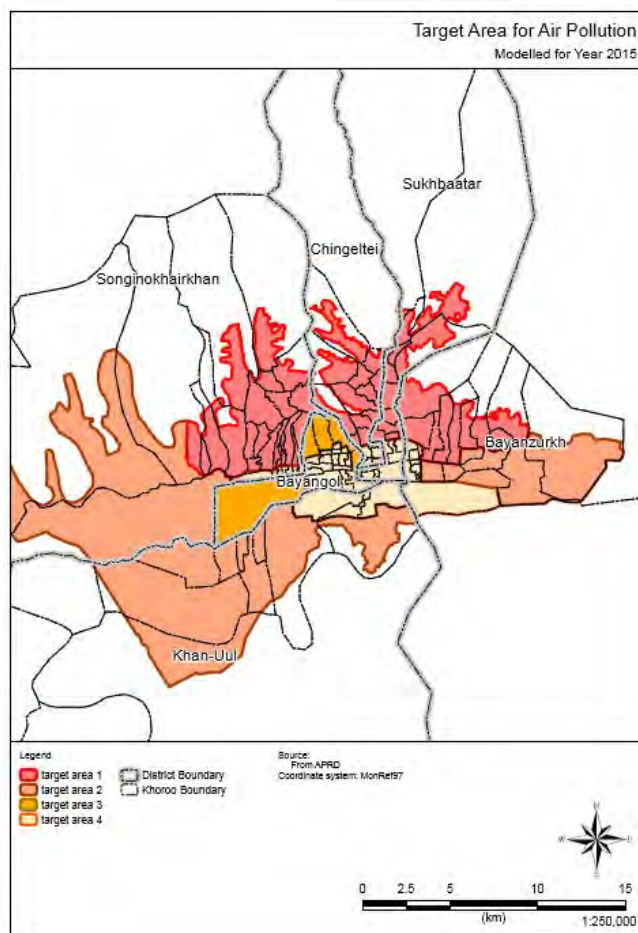 Target Area for Air Pollution
Modelled for Year 2015
Sukhbaatar
Chingeltei
Songinokhairkhan
Bayanzurkh
Bayangol
Khan-Uul
Legend
target area 1
target area 2
target area 3
target area 4
District Boundary
Khoroo Boundary
Source:
From APRD
Coordinate system: MonRef97
N
W
E
S
0 2.5 5 10 15
(km)
1:250,000